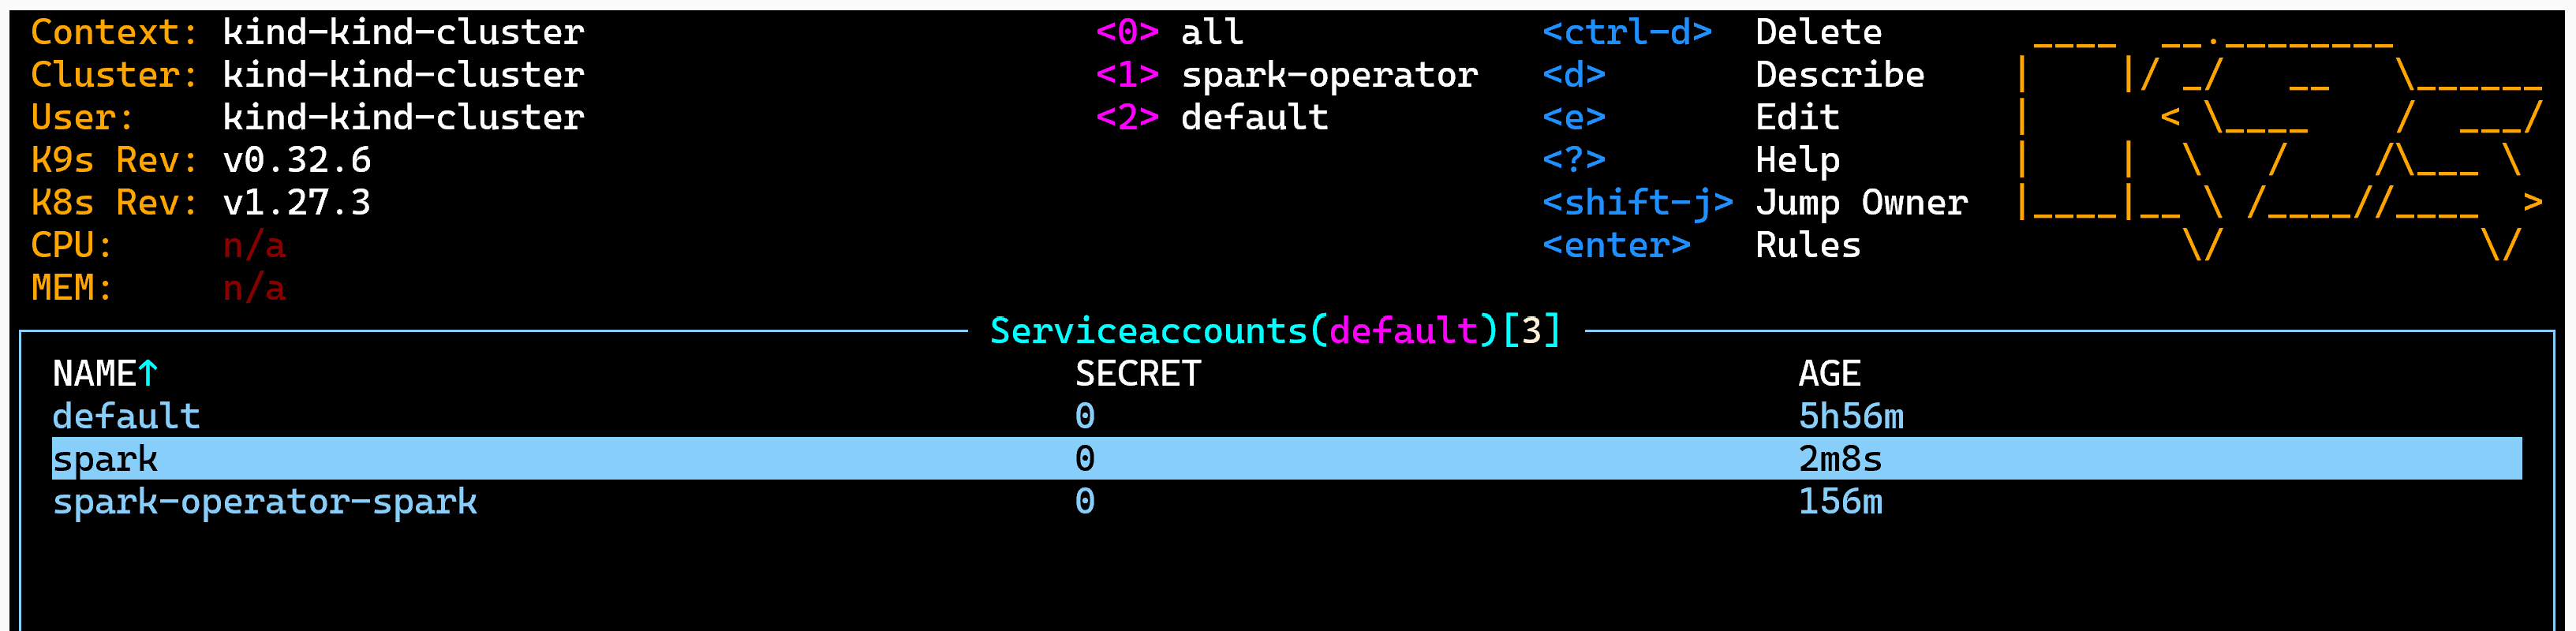 Context: kind-kind-cluster <0> all <ctrl-d> Delete
Cluster: kind-kind-cluster <1> spark-operator <d> Describe
User: kind-kind-cluster <2> default <e> Edit
K9s Rev: v0.32.6 <?> Help
K8s Rev: v1.27.3 <shift-j> Jump Owner
CPU: n/a <enter> Rules
MEM: n/a
Serviceaccounts(default)[3]
NAME↑ SECRET AGE
default 0 5h56m
spark 0 2m8s
spark-operator-spark 0 156m